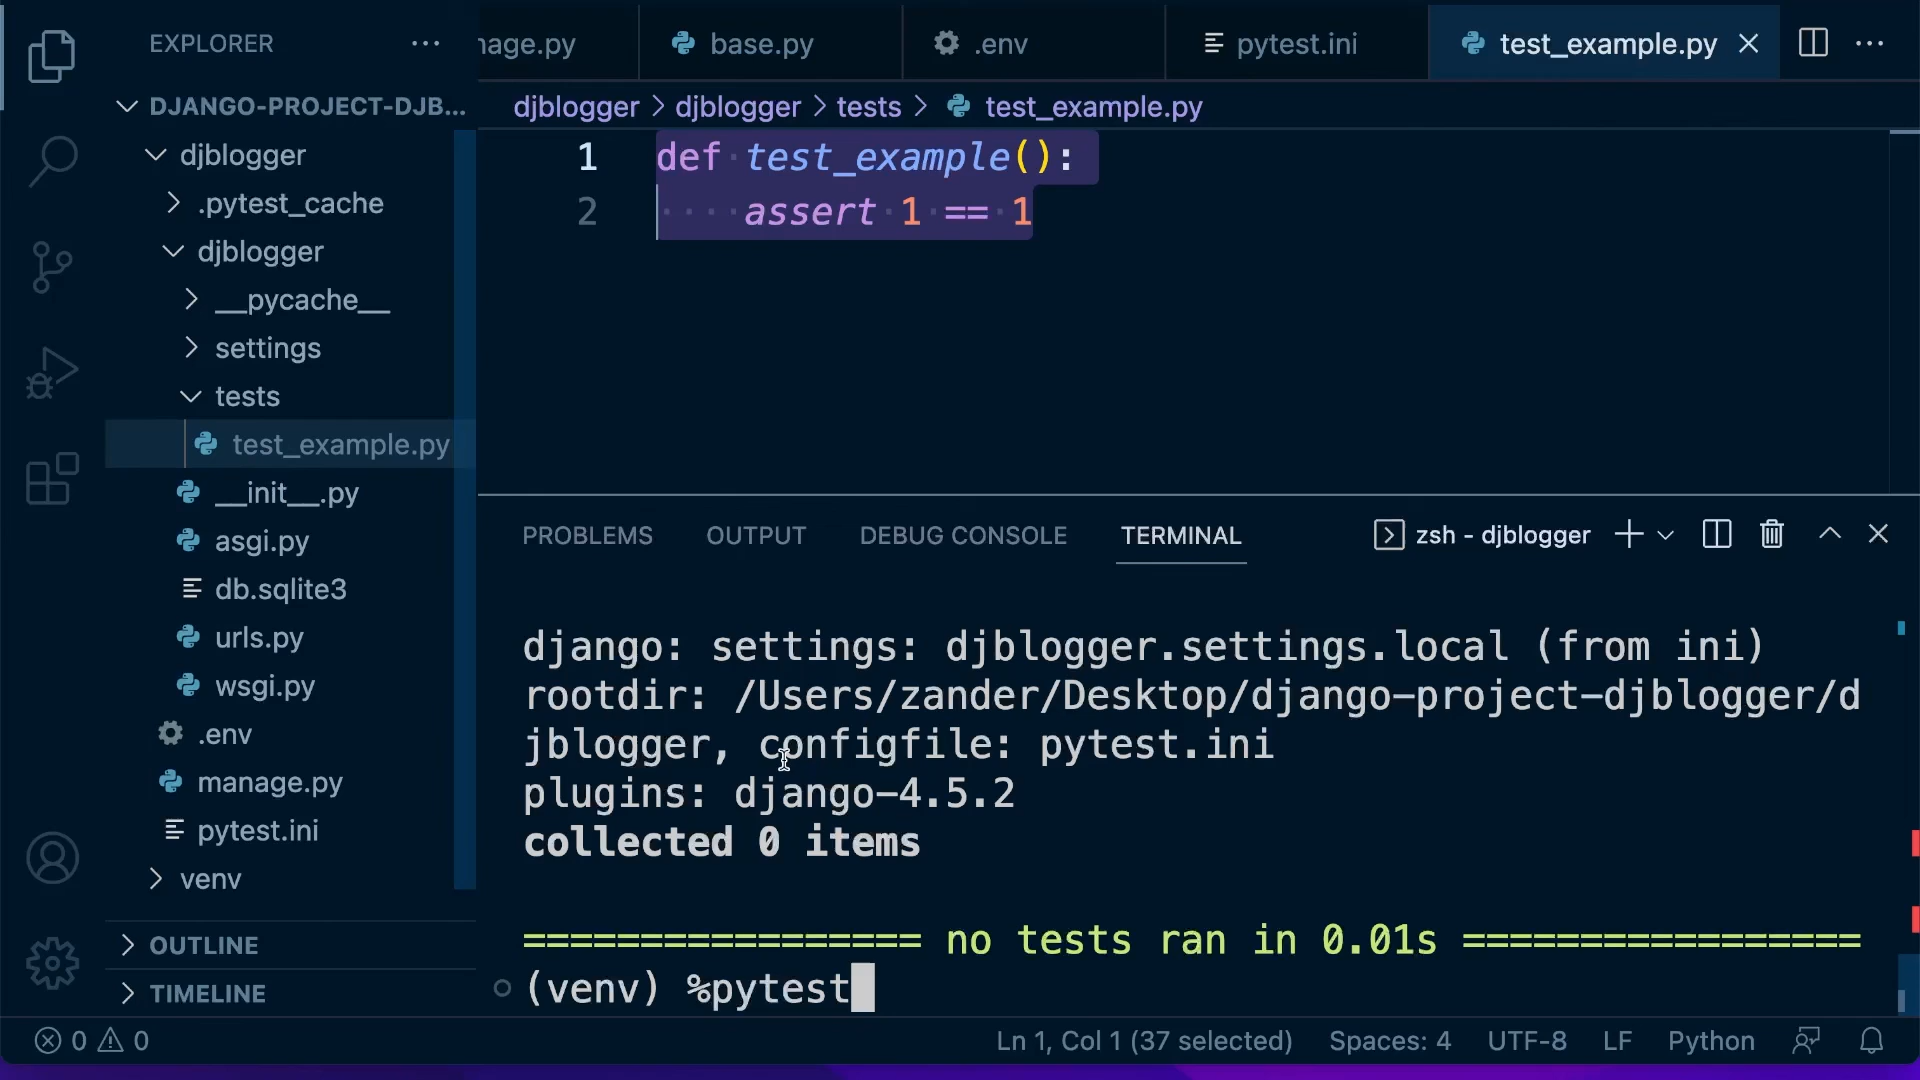 EXPLORER
nage.py
base.py
.env
pytest.ini
test_example.py
DJANGO-PROJECT-DJB...
djblogger
.pytest_cache
djblogger
__pycache__
settings
tests
test_example.py
__init__.py
asgi.py
db.sqlite3
urls.py
wsgi.py
.env
manage.py
pytest.ini
venv
OUTLINE
TIMELINE
djblogger > djblogger > tests > test_example.py
1 def test_example():
2 assert 1 == 1
PROBLEMS OUTPUT DEBUG CONSOLE TERMINAL zsh - djblogger
django: settings: djblogger.settings.local (from ini)
rootdir: /Users/zander/Desktop/django-project-djblogger/d
jblogger, configfile: pytest.ini
plugins: django-4.5.2
collected 0 items
================= no tests ran in 0.01s =================
(venv) %pytest
0 0 Ln 1, Col 1 (37 selected) Spaces: 4 UTF-8 LF Python